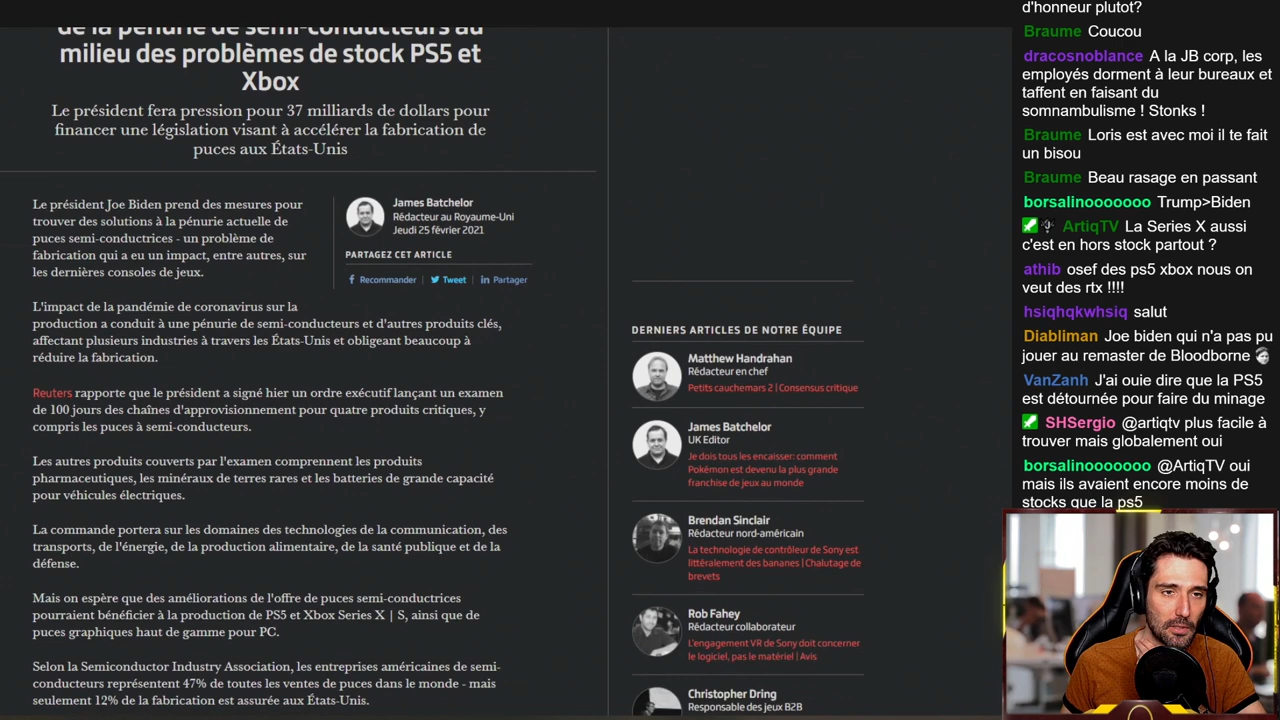 de la pénurie de semi-conducteurs au
milieu des problèmes de stock PS5 et
Xbox
Le président fera pression pour 37 milliards de dollars pour
financer une législation visant à accélérer la fabrication de
puces aux États-Unis
Le président Joe Biden prend des mesures pour
trouver des solutions à la pénurie actuelle de
puces semi-conductrices - un problème de
fabrication qui a eu un impact, entre autres, sur
les dernières consoles de jeux.
James Batchelor
Rédacteur au Royaume-Uni
Jeudi 25 février 2021
PARTAGEZ CET ARTICLE
Recommander
Tweet
Partager
L'impact de la pandémie de coronavirus sur la
production a conduit à une pénurie de semi-conducteurs et d'autres produits clés,
affectant plusieurs industries à travers les États-Unis et obligeant beaucoup à
réduire la fabrication.
Reuters rapporte que le président a signé hier un ordre exécutif lançant un examen
de 100 jours des chaînes d'approvisionnement pour quatre produits critiques, y
compris les puces à semi-conducteurs.
Les autres produits couverts par l'examen comprennent les produits
pharmaceutiques, les minéraux de terres rares et les batteries de grande capacité
pour véhicules électriques.
La commande portera sur les domaines des technologies de la communication, des
transports, de l'énergie, de la production alimentaire, de la santé publique et de la
défense.
Mais on espère que des améliorations de l'offre de puces semi-conductrices
pourraient bénéficier à la production de PS5 et Xbox Series X | S, ainsi que de
puces graphiques haut de gamme pour PC.
Selon la Semiconductor Industry Association, les entreprises américaines de semi-
conducteurs représentent 47% de toutes les ventes de puces dans le monde - mais
seulement 12% de la fabrication est assurée aux États-Unis.
DERNIERS ARTICLES DE NOTRE ÉQUIPE
Matthew Handrahan
Rédacteur en chef
Petits cauchemars 2 | Consensus critique
James Batchelor
UK Editor
Je dois tous les encaisser: comment
Pokémon est devenu la plus grande
franchise de jeux au monde
Brendan Sinclair
Rédacteur nord-américain
La technologie de contrôleur de Sony est
littéralement des bananes | Chalutage de
brevets
Rob Fahey
Rédacteur collaborateur
L'engagement VR de Sony doit concerner
le logiciel, pas le matériel | Avis
Christopher Dring
Responsable des jeux B2B
d'honneur plutot?
Braume Coucou
dracosnoblance A la JB corp, les
employés dorment à leur bureaux et
taffent en faisant du
somnambulisme ! Stonks !
Braume Loris est avec moi il te fait
un bisou
Braume Beau rasage en passant
borsalinooooooo Trump>Biden
ArtiqTV La Series X aussi
c'est en hors stock partout ?
athib osef des ps5 xbox nous on
veut des rtx !!!!
hsiqhqkwhsiq salut
Diabliman Joe biden qui n'a pas pu
jouer au remaster de Bloodborne
VanZanh J'ai ouie dire que la PS5
est détournée pour faire du minage
SHSergio @artiqtv plus facile à
trouver mais globalement oui
borsalinooooooo @ArtiqTV oui
mais ils avaient encore moins de
stocks que la ps5